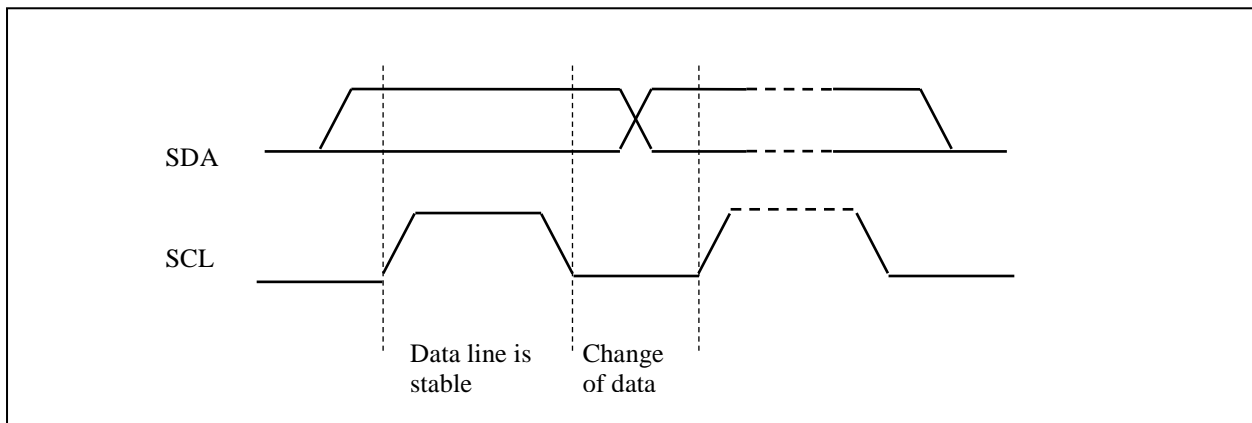 SDA
SCL
Data line is
stable
Change
of data